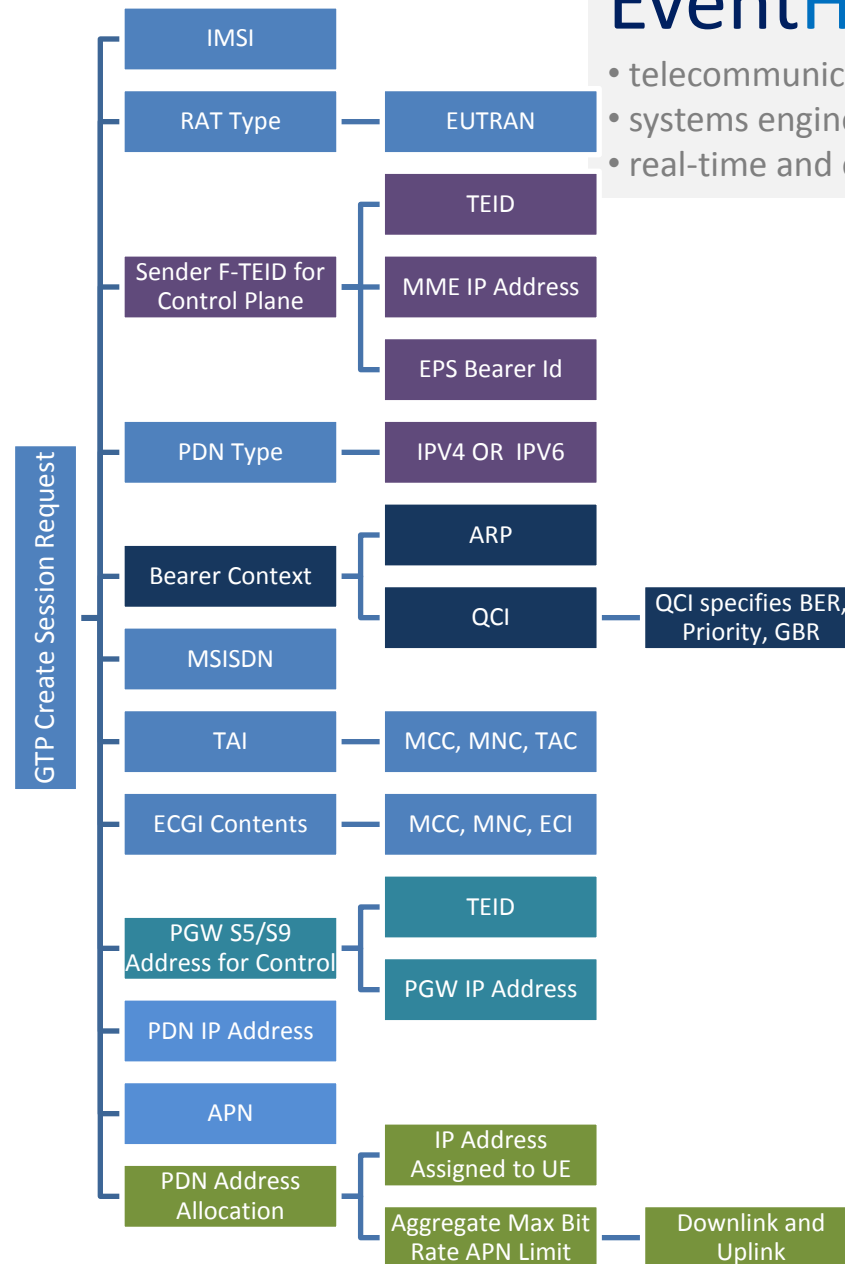 EventH
• telecommunic
• systems engine
• real-time and
IMSI
RAT Type
EUTRAN
Sender F-TEID for
Control Plane
TEID
MME IP Address
EPS Bearer Id
PDN Type
IPV4 OR IPV6
GTP Create Session Request
Bearer Context
ARP
QCI
QCI specifies BER,
Priority, GBR
MSISDN
TAI
MCC, MNC, TAC
ECGI Contents
MCC, MNC, ECI
PGW S5/S9
Address for Control
TEID
PGW IP Address
PDN IP Address
APN
PDN Address
Allocation
IP Address
Assigned to UE
Aggregate Max Bit
Rate APN Limit
Downlink and
Uplink